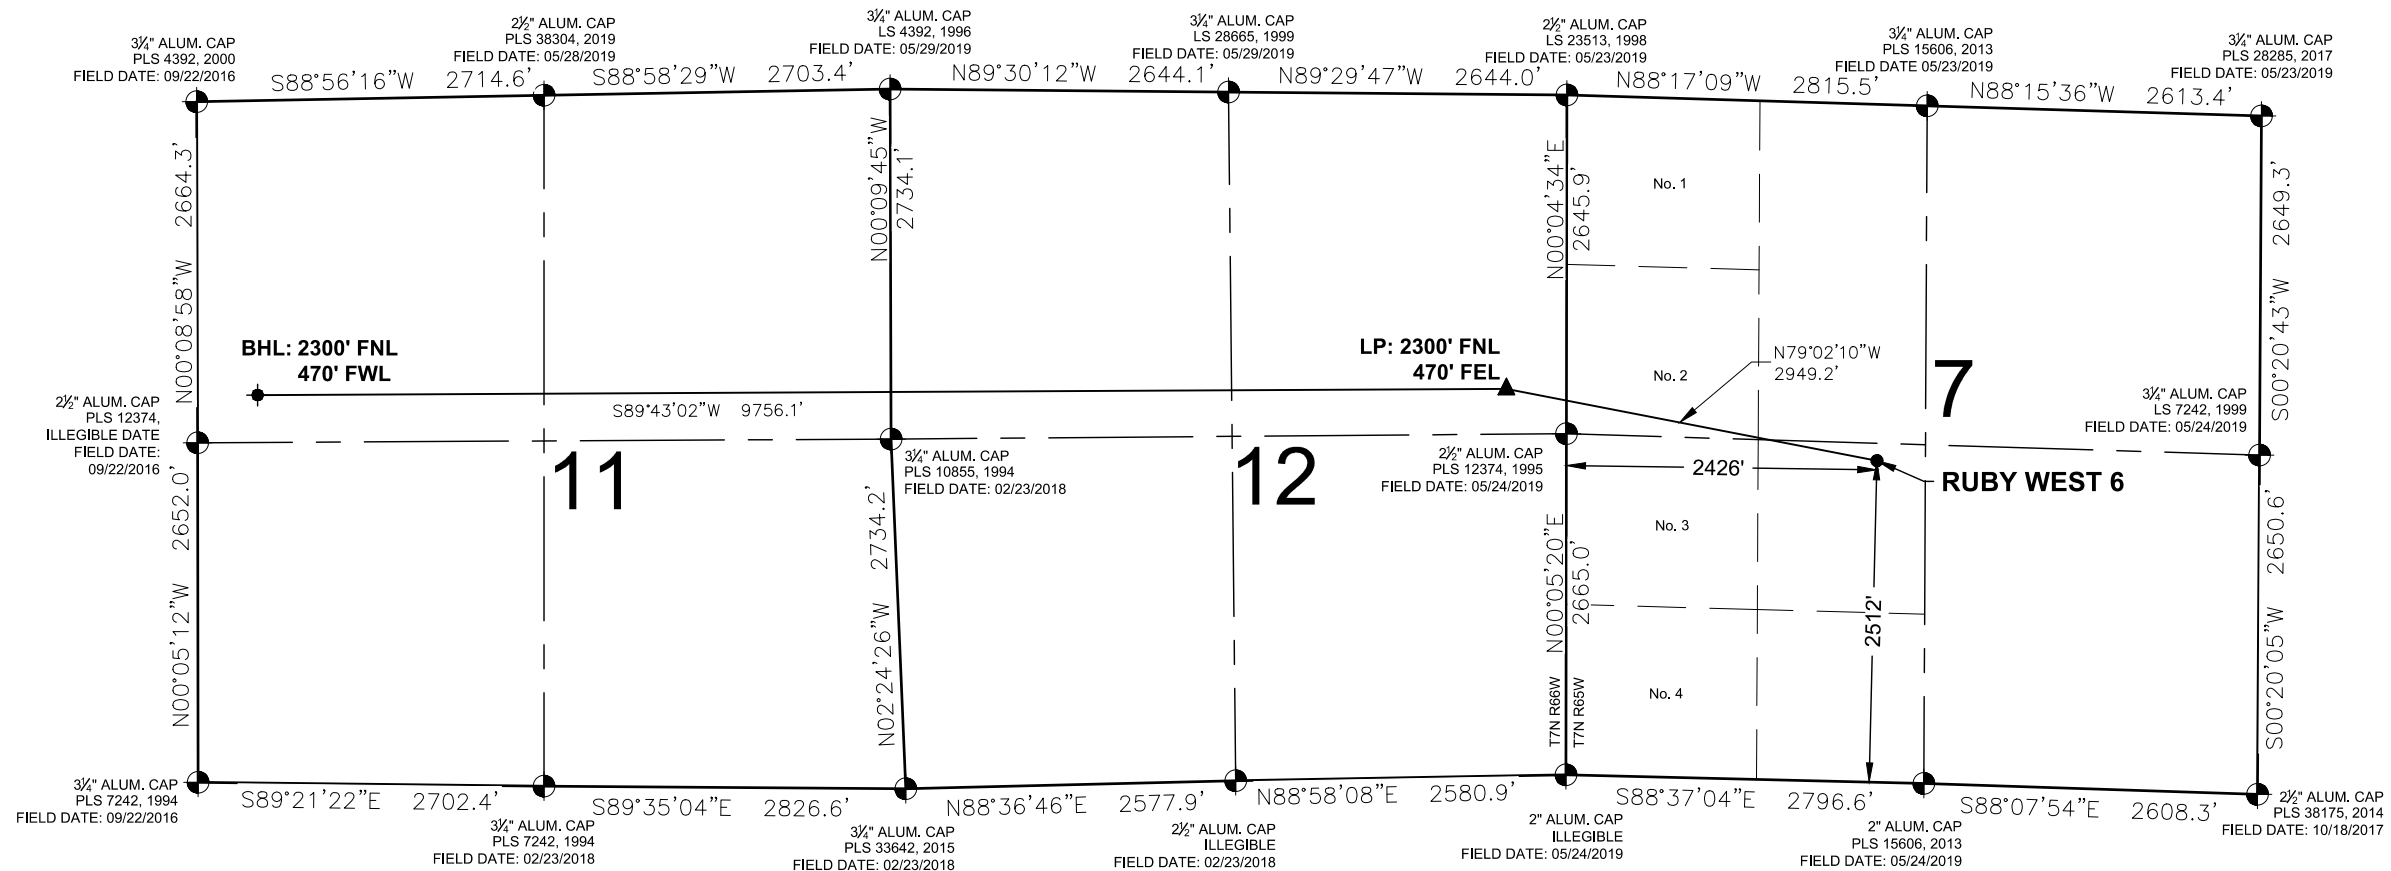 3¼" ALUM. CAP
PLS 4392, 2000
FIELD DATE: 09/22/2016
2½" ALUM. CAP
PLS 38304, 2019
FIELD DATE: 05/28/2019
3¼" ALUM. CAP
LS 4392, 1996
FIELD DATE: 05/29/2019
3¼" ALUM. CAP
LS 28665, 1999
FIELD DATE: 05/29/2019
2½" ALUM. CAP
LS 23513, 1998
FIELD DATE: 05/23/2019
3¼" ALUM. CAP
PLS 15606, 2013
FIELD DATE: 05/23/2019
3¼" ALUM. CAP
PLS 28285, 2017
FIELD DATE: 05/23/2019
S88°56'16"W 2714.6'
S88°58'29"W 2703.4'
N89°30'12"W 2644.1'
N89°29'47"W 2644.0'
N88°17'09"W 2815.5'
N88°15'36"W 2613.4'
N00°08'58"W 2664.3'
N00°09'45"W
2734.1'
N00°04'34"E
2645.9'
No. 1
S00°20'43"W 2649.3'
BHL: 2300' FNL
470' FWL
LP: 2300' FNL
470' FEL
N79°02'10"W
2949.2'
No. 2
7
S89°43'02"W 9756.1'
2½" ALUM. CAP
PLS 12374,
ILLEGIBLE DATE
FIELD DATE:
09/22/2016
3¼" ALUM. CAP
LS 7242, 1999
FIELD DATE: 05/24/2019
11
3¼" ALUM. CAP
PLS 10855, 1994
FIELD DATE: 02/23/2018
12
2½" ALUM. CAP
PLS 12374, 1995
FIELD DATE: 05/24/2019
2426'
RUBY WEST 6
No. 3
N00°05'12"W 2652.0'
N02°24'26"W 2734.2'
N00°05'20"E
2665.0'
2512'
S00°20'05"W 2650.6'
T7N R66W
T7N R65W
No. 4
3¼" ALUM. CAP
PLS 7242, 1994
FIELD DATE: 09/22/2016
S89°21'22"E 2702.4'
S89°35'04"E 2826.6'
N88°36'46"E 2577.9'
N88°58'08"E 2580.9'
S88°37'04"E 2796.6'
S88°07'54"E 2608.3'
3¼" ALUM. CAP
PLS 7242, 1994
FIELD DATE: 02/23/2018
3¼" ALUM. CAP
PLS 33642, 2015
FIELD DATE: 02/23/2018
2½" ALUM. CAP
ILLEGIBLE
FIELD DATE: 02/23/2018
2" ALUM. CAP
ILLEGIBLE
FIELD DATE: 05/24/2019
2" ALUM. CAP
PLS 15606, 2013
FIELD DATE: 05/24/2019
2½" ALUM. CAP
PLS 38175, 2014
FIELD DATE: 10/18/2017